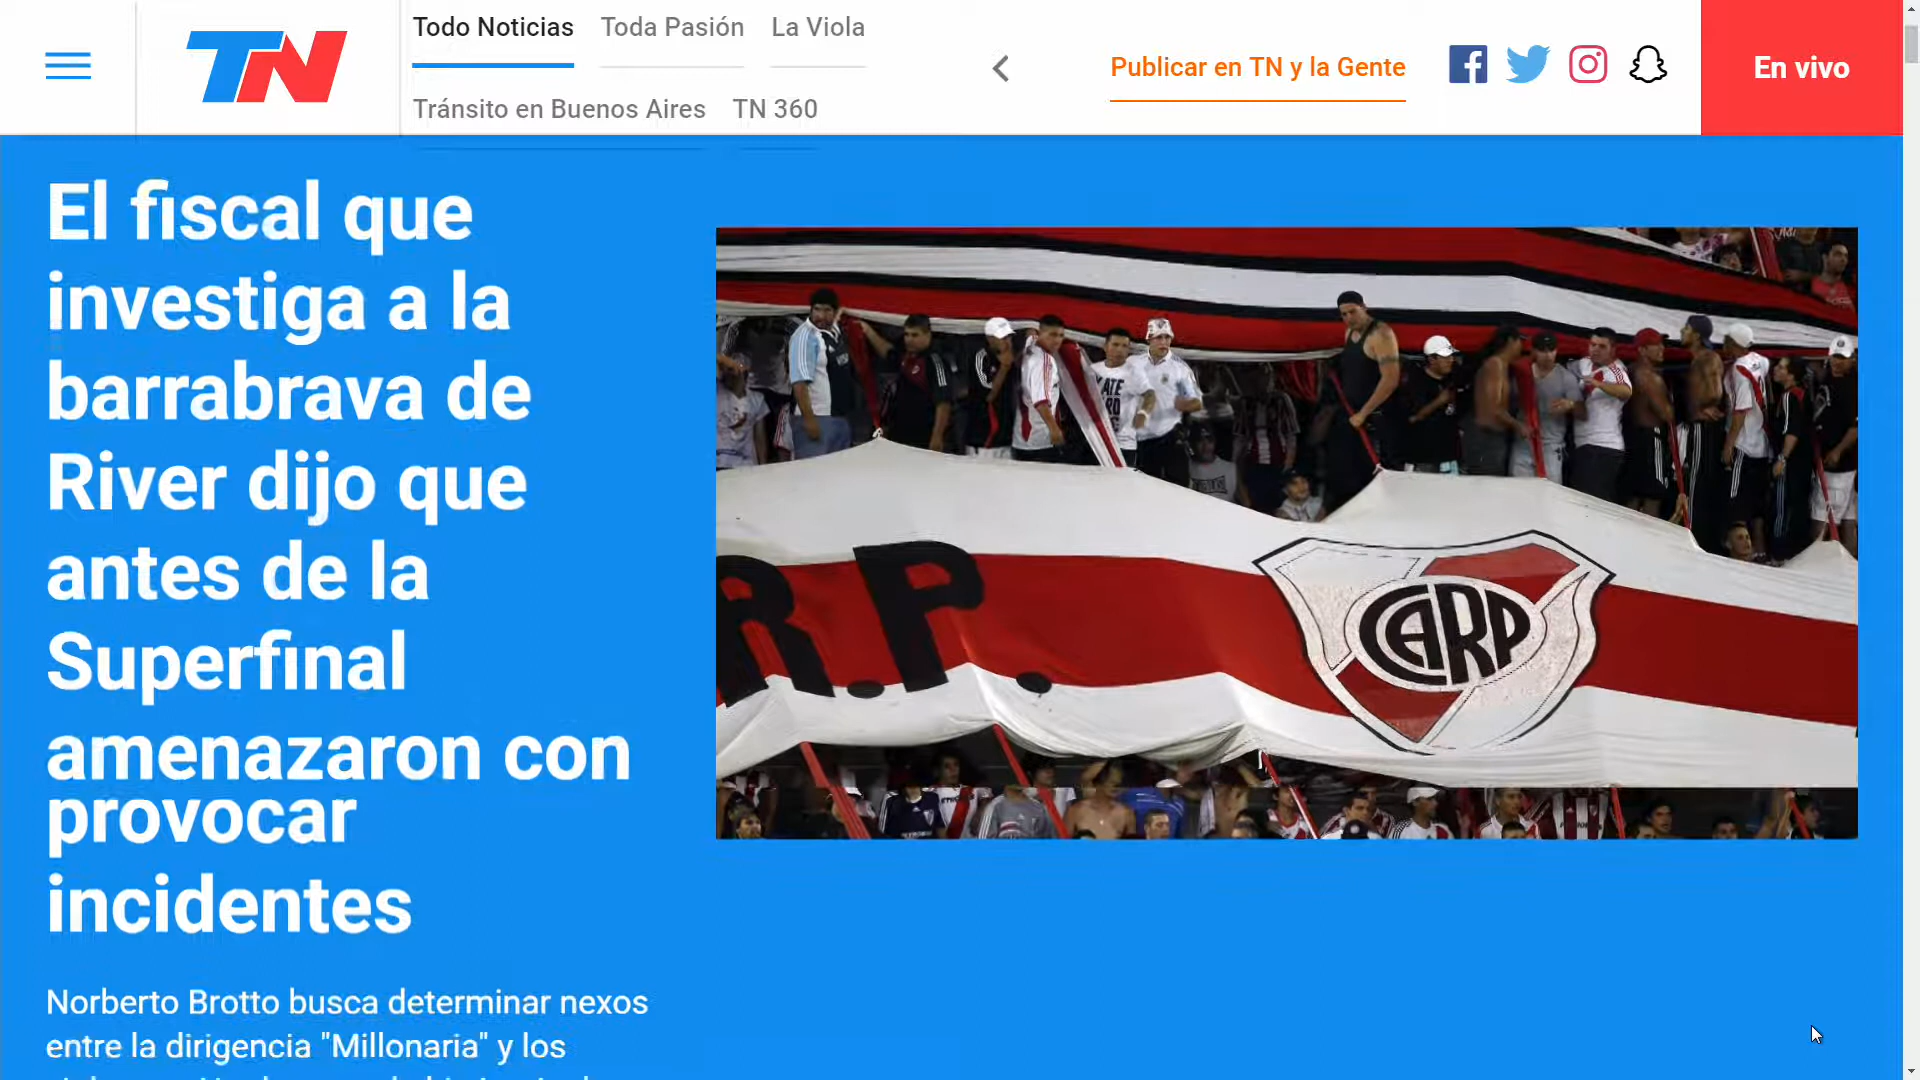 TN
Todo Noticias
Toda Pasión
La Viola
Tránsito en Buenos Aires
TN 360
Publicar en TN y la Gente
En vivo
El fiscal que
investiga a la
barrabrava de
River dijo que
antes de la
Superfinal
amenazaron con
provocar
incidentes
Norberto Brotto busca determinar nexos
entre la dirigencia "Millonaria" y los
R.P.
CARP